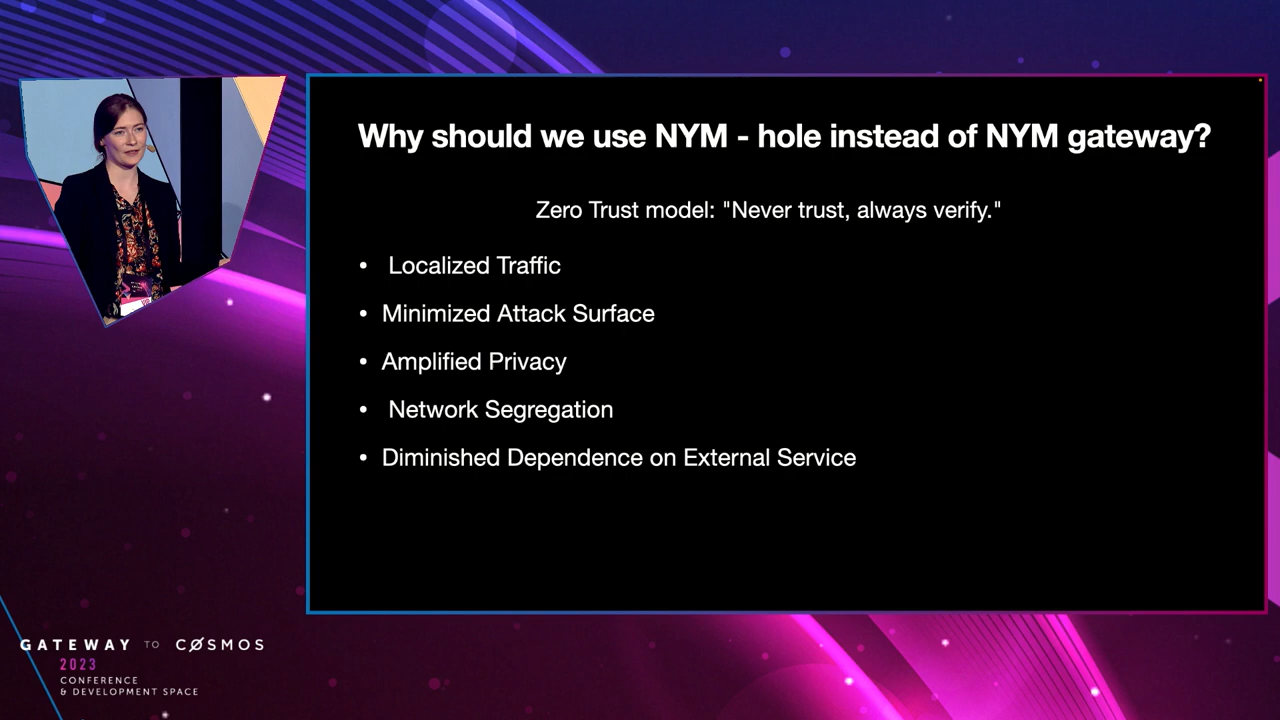 Why should we use NYM - hole instead of NYM gateway?
Zero Trust model: "Never trust, always verify."
• Localized Traffic
• Minimized Attack Surface
• Amplified Privacy
• Network Segregation
• Diminished Dependence on External Service
GATEWAY TO CØSMOS
2023
CONFERENCE
& DEVELOPMENT SPACE